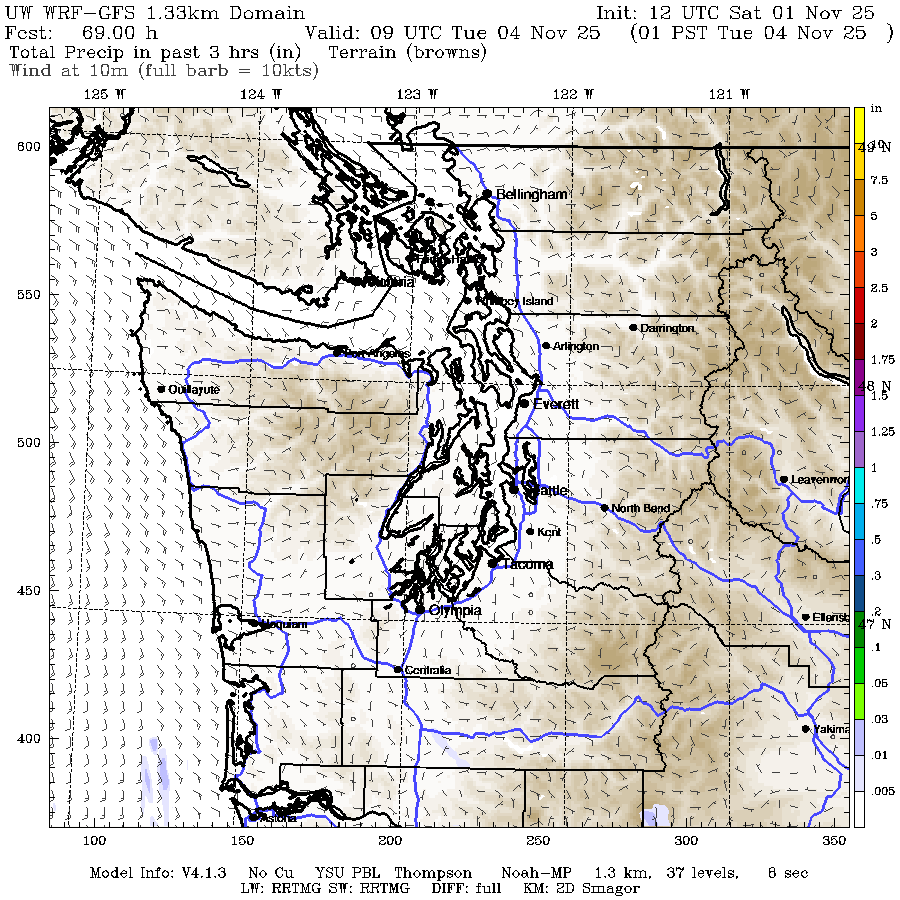 UW WRF-GFS 1.33km Domain Init: 12 UTC Sat 01 Nov 25
Fcst: 69.00 h Valid: 09 UTC Tue 04 Nov 25 (01 PST Tue 04 Nov 25 )
Total Precip in past 3 hrs (in) Terrain (browns)
Wind at 10m (full barb = 10kts)
125 W 124 W 123 W 122 W 121 W
in
600
49 N
Bellingham
7.5
5
3
550
Island
2.5
Darrington
2
Arlington
Port Angeles
1.75
Quillayute
48 N
1.5
Everett
1.25
500
1
Leavenwor
Seattle
.75
North Bend
Kent
.5
Tacoma
.3
450
Olympia
.2
Ellensb
47 N
Hoquiam
.1
Centralia
.05
.03
400
Yakima
.01
.005
Astoria
100 150 200 250 300 350
Model Info: V4.1.3 No Cu YSU PBL Thompson Noah-MP 1.3 km, 37 levels, 8 sec
LW: RRTMG SW: RRTMG DIFF: full KM: 2D Smagor